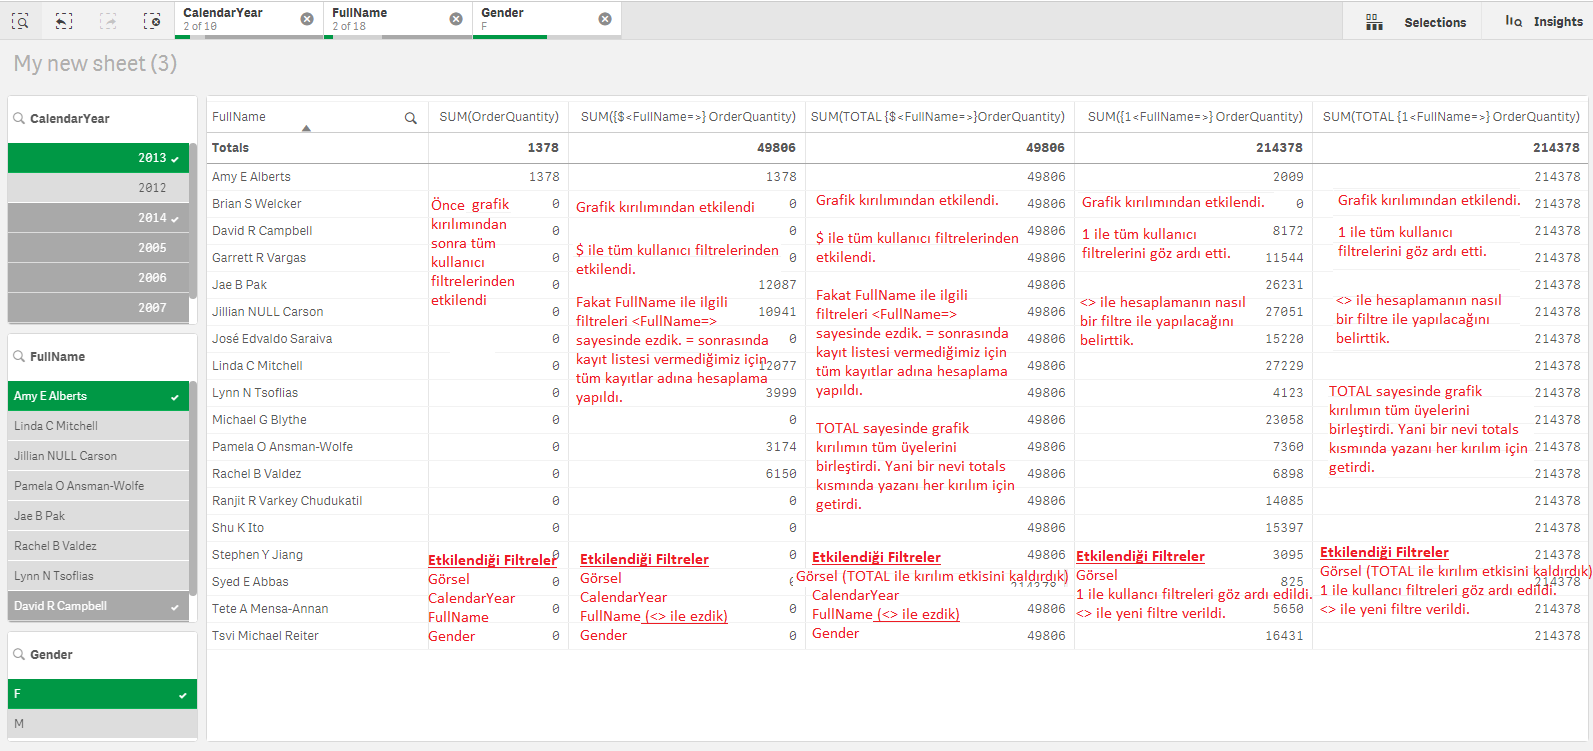 CalendarYear
2 of 10
FullName
2 of 18
Gender
F
Selections
Insights
My new sheet (3)
CalendarYear
2013
2012
2014
2005
2006
2007
FullName
Amy E Alberts
Linda C Mitchell
Jillian NULL Carson
Pamela O Ansman-Wolfe
Jae B Pak
Rachel B Valdez
Lynn N Tsoflias
David R Campbell
Gender
F
M
FullName SUM(OrderQuantity) SUM({$<FullName=>} OrderQuantity) SUM(TOTAL {$<FullName=>}OrderQuantity) SUM({1<FullName=>} OrderQuantity) SUM(TOTAL {1<FullName=>} OrderQuantity)
Totals 1378 49806 49806 214378 214378
Amy E Alberts 1378 1378 49806 2009 214378
Brian S Welcker 0 0 49806 0 214378
David R Campbell 0 0 49806 8172 214378
Garrett R Vargas 0 0 49806 11544 214378
Jae B Pak 0 12087 49806 26231 214378
Jillian NULL Carson 0 10941 49806 27051 214378
José Edvaldo Saraiva 0 0 49806 15220 214378
Linda C Mitchell 0 12077 49806 27229 214378
Lynn N Tsoflias 0 3999 49806 4123 214378
Michael G Blythe 0 0 49806 23058 214378
Pamela O Ansman-Wolfe 0 3174 49806 7360 214378
Rachel B Valdez 0 6150 49806 6898 214378
Ranjit R Varkey Chudukatil 0 0 49806 14085 214378
Shu K Ito 0 0 49806 15397 214378
Stephen Y Jiang 0 0 49806 3095 214378
Syed E Abbas 0 825 214378
Tete A Mensa-Annan 0 0 49806 5650 214378
Tsvi Michael Reiter 0 0 49806 16431 214378
Önce grafik
kırılımından
sonra tüm
kullanıcı
filtrelerinden
etkilendi
Etkilendiği Filtreler
Görsel
CalendarYear
FullName
Gender
Grafik kırılımından etkilendi
$ ile tüm kullanıcı filtrelerinden
etkilendi.
Fakat FullName ile ilgili
filtreleri <FullName=>
sayesinde ezdik. = sonrasında
kayıt listesi vermediğimiz için
tüm kayıtlar adına hesaplama
yapıldı.
Etkilendiği Filtreler
Görsel
CalendarYear
FullName (<> ile ezdik)
Gender
Grafik kırılımından etkilendi.
$ ile tüm kullanıcı filtrelerinden
etkilendi.
Fakat FullName ile ilgili
filtreleri <FullName=>
sayesinde ezdik. = sonrasında
kayıt listesi vermediğimiz için
tüm kayıtlar adına hesaplama
yapıldı.
TOTAL sayesinde grafik
kırılımın tüm üyelerini
birleştirdi. Yani bir nevi totals
kısmında yazanı her kırılım için
getirdi.
Etkilendiği Filtreler
Görsel (TOTAL ile kırılım etkisini kaldırdık)
CalendarYear
FullName (<> ile ezdik)
Gender
Grafik kırılımından etkilendi.
1 ile tüm kullanıcı
filtrelerini göz ardı etti.
<> ile hesaplamanın nasıl
bir filtre ile yapılacağını
belirttik.
Etkilendiği Filtreler
Görsel
1 ile kullancı filtreleri göz ardı edildi.
<> ile yeni filtre verildi.
Grafik kırılımından etkilendi.
1 ile tüm kullanıcı
filtrelerini göz ardı etti.
<> ile hesaplamanın nasıl
bir filtre ile yapılacağını
belirttik.
TOTAL sayesinde grafik
kırılımın tüm üyelerini
birleştirdi. Yani bir nevi totals
kısmında yazanı her kırılım için
getirdi.
Etkilendiği Filtreler
Görsel (TOTAL ile kırılım etkisini kaldırdık)
1 ile kullancı filtreleri göz ardı edildi.
<> ile yeni filtre verildi.